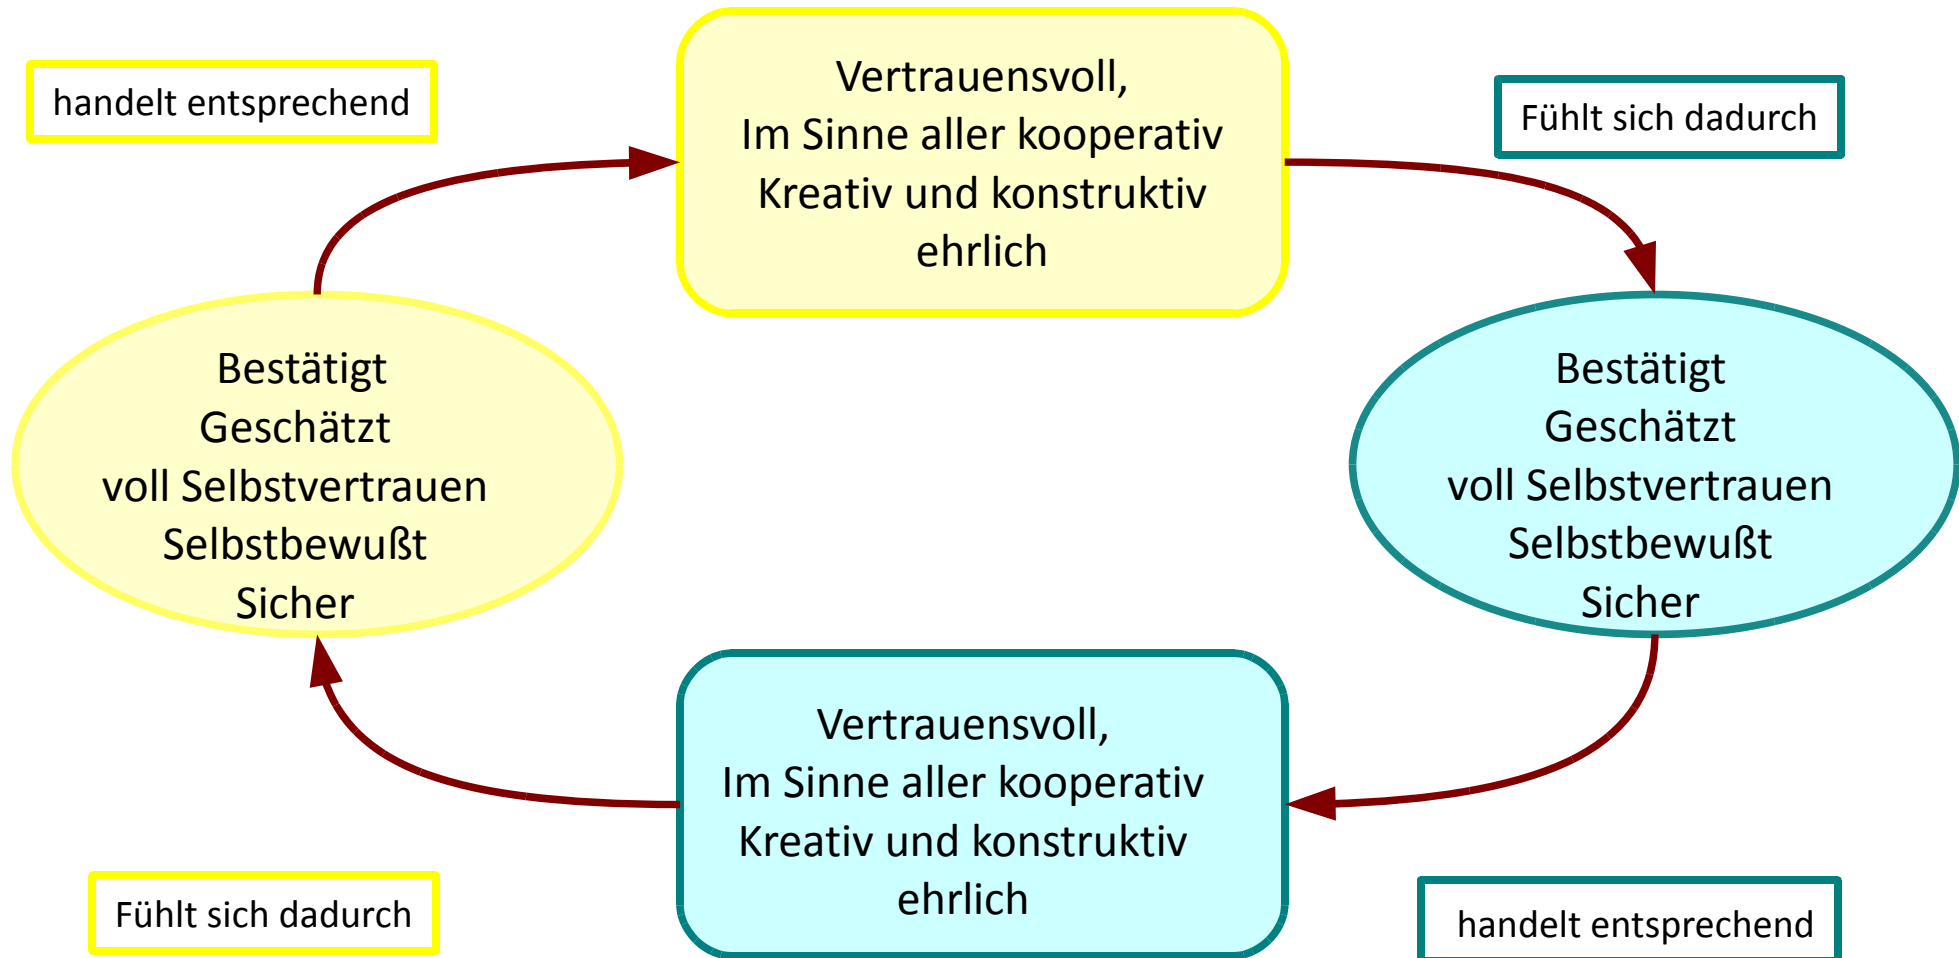 handelt entsprechend
Vertrauensvoll,
Im Sinne aller kooperativ
Kreativ und konstruktiv
ehrlich
Fühlt sich dadurch
Bestätigt
Geschätzt
voll Selbstvertrauen
Selbstbewußt
Sicher
Bestätigt
Geschätzt
voll Selbstvertrauen
Selbstbewußt
Sicher
Vertrauensvoll,
Im Sinne aller kooperativ
Kreativ und konstruktiv
ehrlich
Fühlt sich dadurch
handelt entsprechend